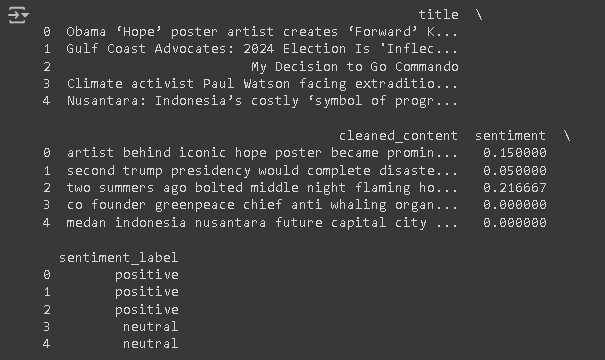 title \
0 Obama ‘Hope’ poster artist creates ‘Forward’ K...
1 Gulf Coast Advocates: 2024 Election Is 'Inflec...
2 My Decision to Go Commando
3 Climate activist Paul Watson facing extraditio...
4 Nusantara: Indonesia’s costly ‘symbol of progr...
cleaned_content sentiment \
0 artist behind iconic hope poster became promin... 0.150000
1 second trump presidency would complete disaste... 0.050000
2 two summers ago bolted middle night flaming ho... 0.216667
3 co founder greenpeace chief anti whaling organ... 0.000000
4 medan indonesia nusantara future capital city ... 0.000000
sentiment_label
0 positive
1 positive
2 positive
3 neutral
4 neutral